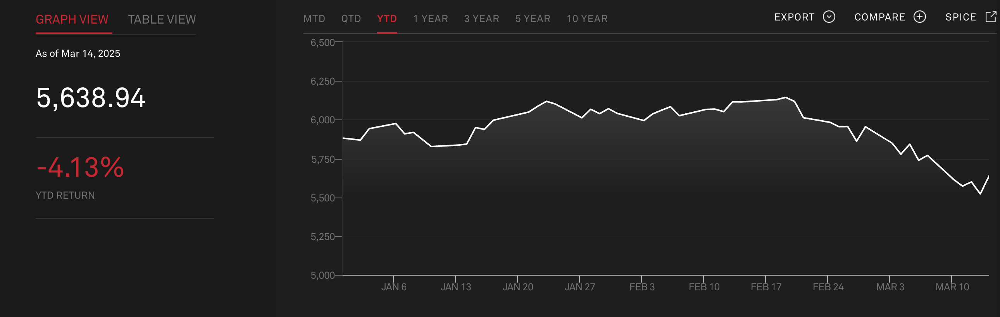 GRAPH VIEW TABLE VIEW
As of Mar 14, 2025
5,638.94
-4.13%
YTD RETURN
MTD QTD YTD 1 YEAR 3 YEAR 5 YEAR 10 YEAR
EXPORT COMPARE SPICE
6,500
6,250
6,000
5,750
5,500
5,250
5,000
JAN 6 JAN 13 JAN 20 JAN 27 FEB 3 FEB 10 FEB 17 FEB 24 MAR 3 MAR 10